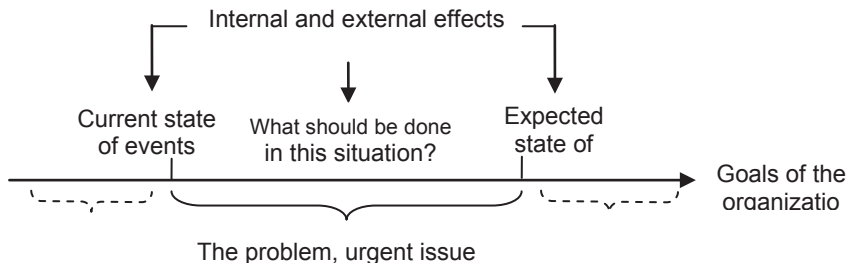 Internal and external effects
Current state
of events
What should be done
in this situation?
Expected
state of
Goals of the
organizatio
The problem, urgent issue